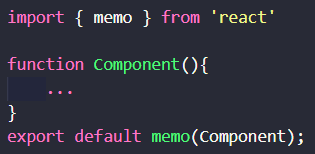 import { memo } from 'react'
function Component(){
...
}
export default memo(Component);